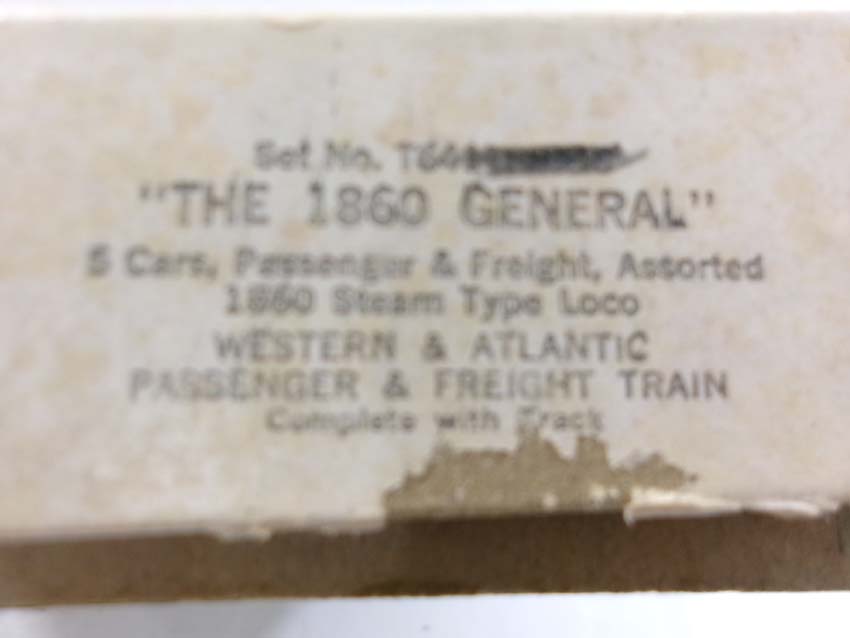 Set No.
"THE 1860 GENERAL"
5 Cars, Passenger & Freight, Assorted
1860 Steam Type Loco
WESTERN & ATLANTIC
PASSENGER & FREIGHT TRAIN
Complete with Track